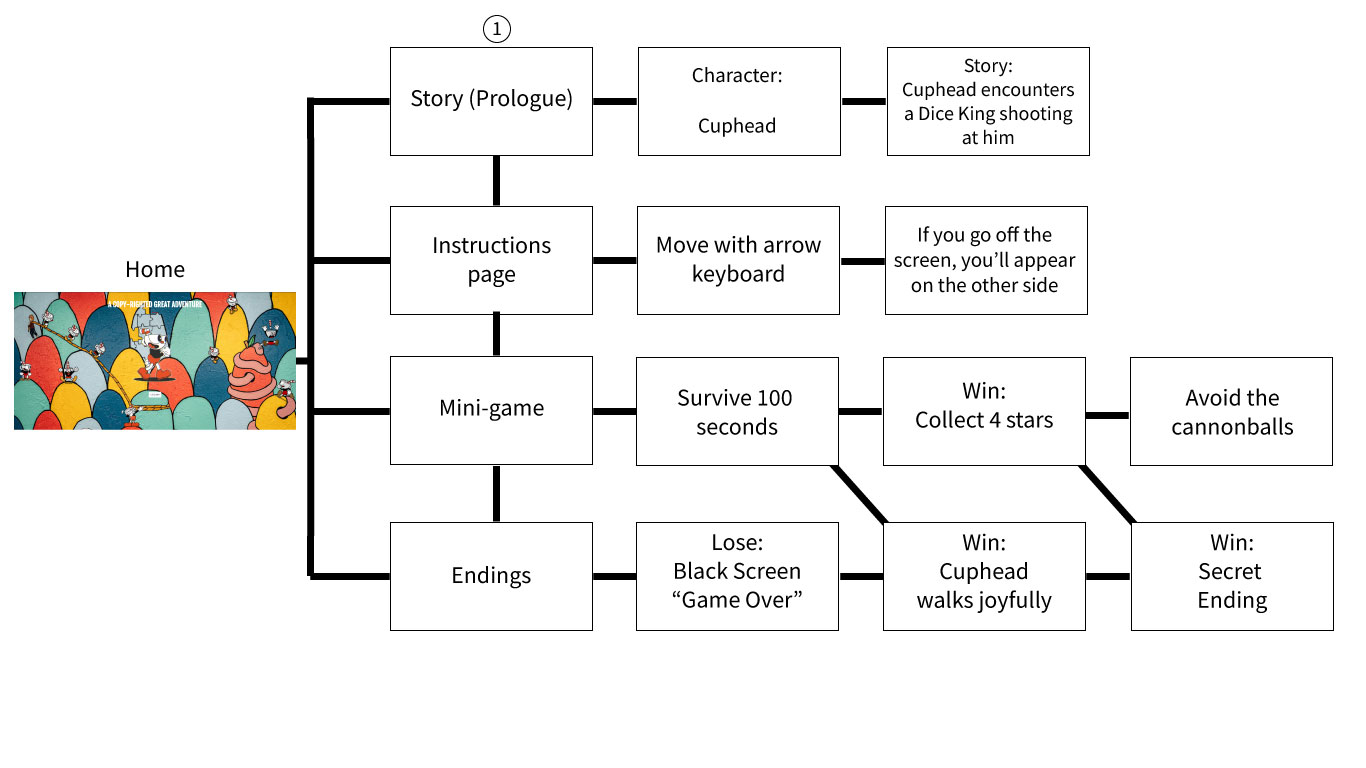 ①
Story (Prologue)
Character:
Cuphead
Story:
Cuphead encounters
a Dice King shooting
at him
Instructions
page
Move with arrow
keyboard
If you go off the
screen, you’ll appear
on the other side
Home
A COPY-RIGHTED GREAT ADVENTURE
Mini-game
Survive 100
seconds
Win:
Collect 4 stars
Avoid the
cannonballs
Endings
Lose:
Black Screen
“Game Over”
Win:
Cuphead
walks joyfully
Win:
Secret
Ending